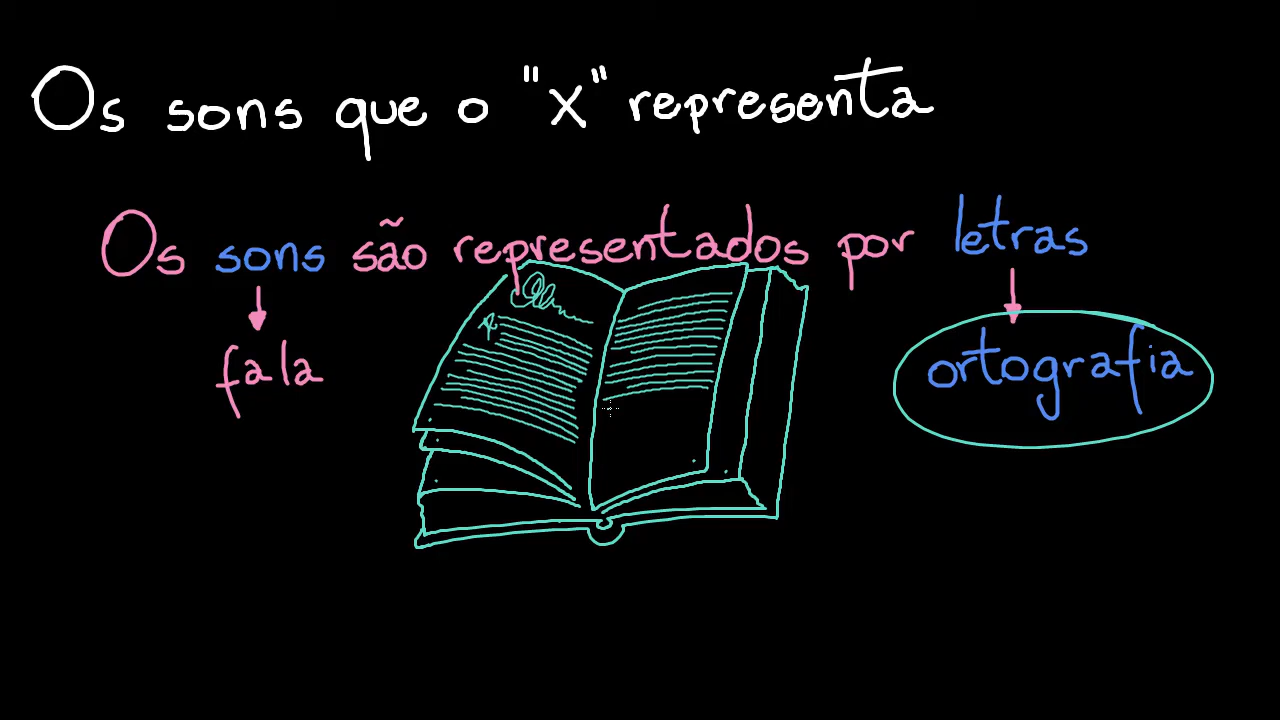 Os sons que o "x" representa
Os sons são representados por letras
fala
ortografia